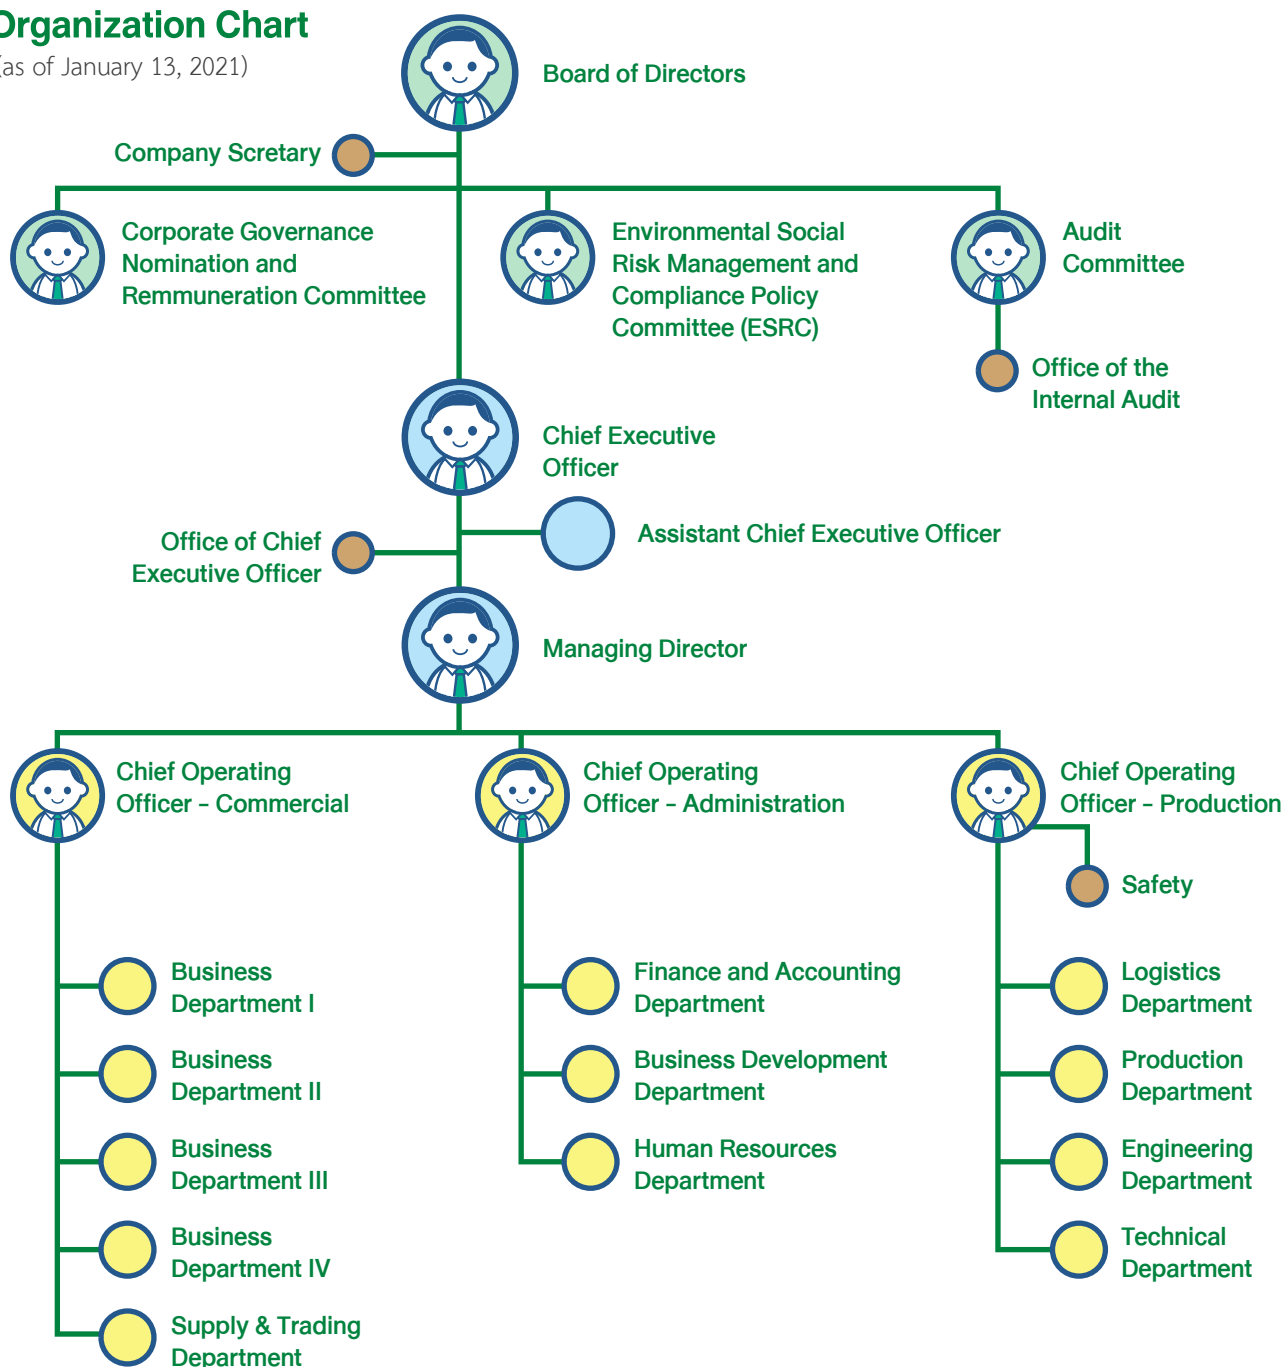 Organization Chart
(as of January 13, 2021)
Board of Directors
Company Scretary
Corporate Governance
Nomination and
Remmuneration Committee
Environmental Social
Risk Management and
Compliance Policy
Committee (ESRC)
Audit
Committee
Office of the
Internal Audit
Chief Executive
Officer
Assistant Chief Executive Officer
Office of Chief
Executive Officer
Managing Director
Chief Operating
Officer – Commercial
Chief Operating
Officer – Administration
Chief Operating
Officer – Production
Safety
Business
Department I
Business
Department II
Business
Department III
Business
Department IV
Supply & Trading
Department
Finance and Accounting
Department
Business Development
Department
Human Resources
Department
Logistics
Department
Production
Department
Engineering
Department
Technical
Department